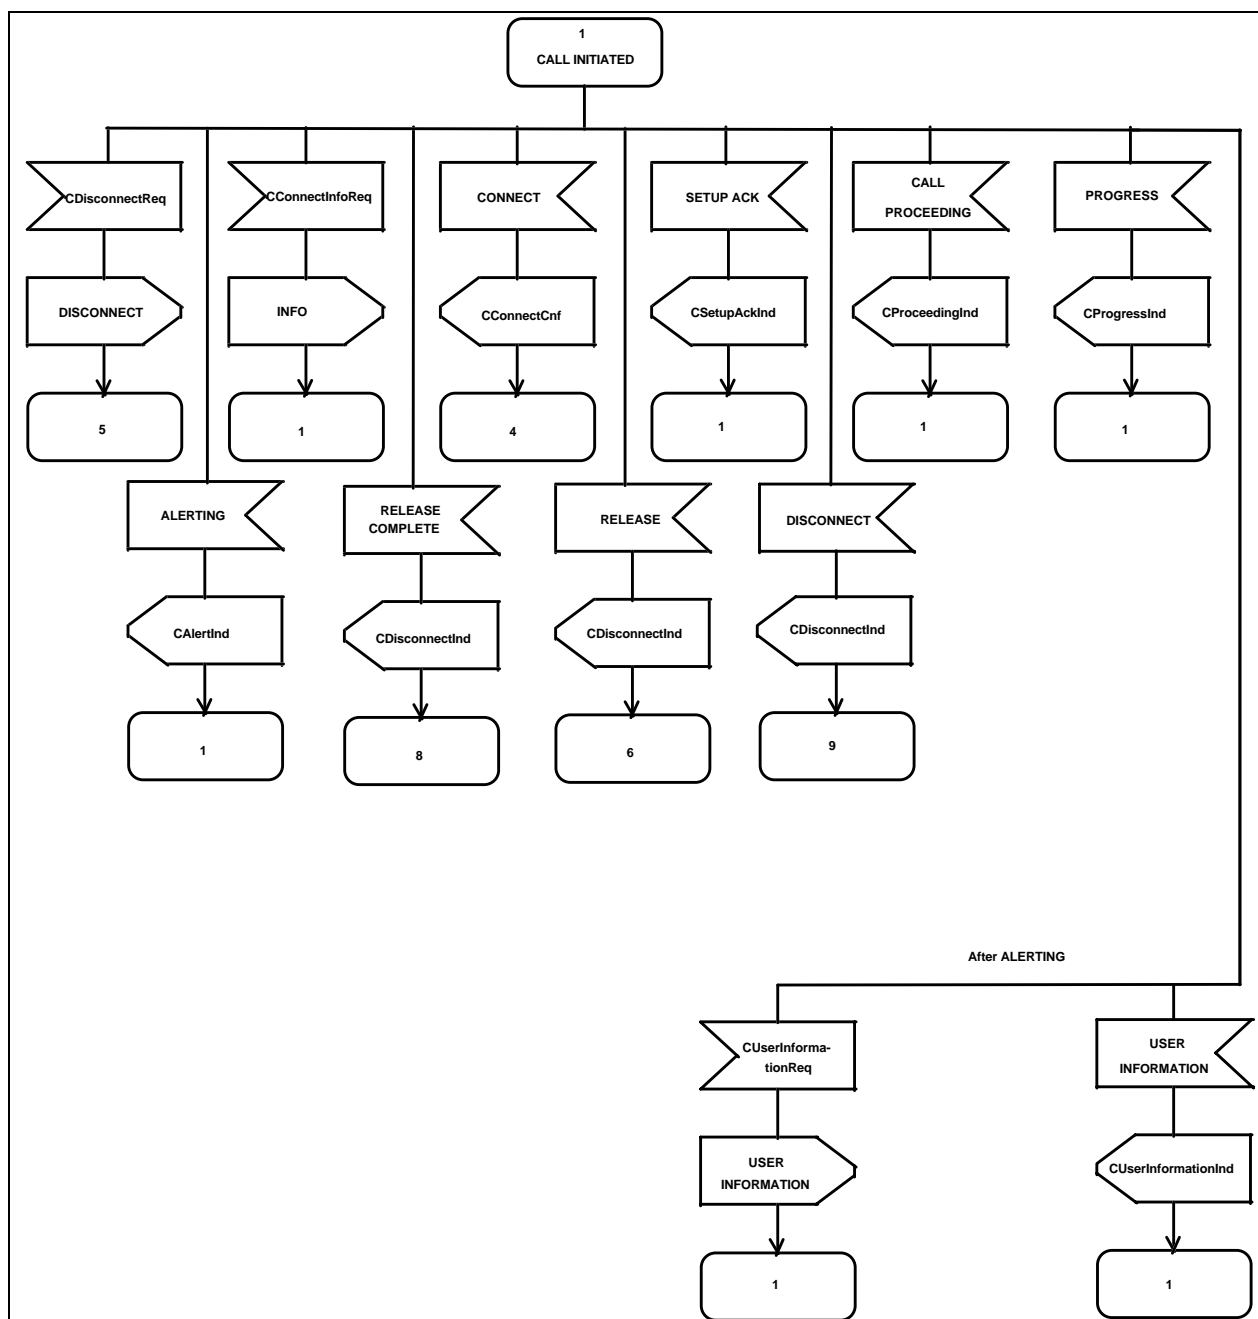 1
CALL INITIATED
CDisconnectReq
CConnectInfoReq
CONNECT
SETUP ACK
CALL
PROCEEDING
PROGRESS
DISCONNECT
INFO
CConnectCnf
CSetupAckInd
CProceedingInd
CProgressInd
5
1
4
1
1
1
ALERTING
RELEASE
COMPLETE
RELEASE
DISCONNECT
CAlertInd
CDisconnectInd
CDisconnectInd
CDisconnectInd
1
8
6
9
After ALERTING
CUserInforma-
tionReq
USER
INFORMATION
USER
INFORMATION
CUserInformationInd
1
1